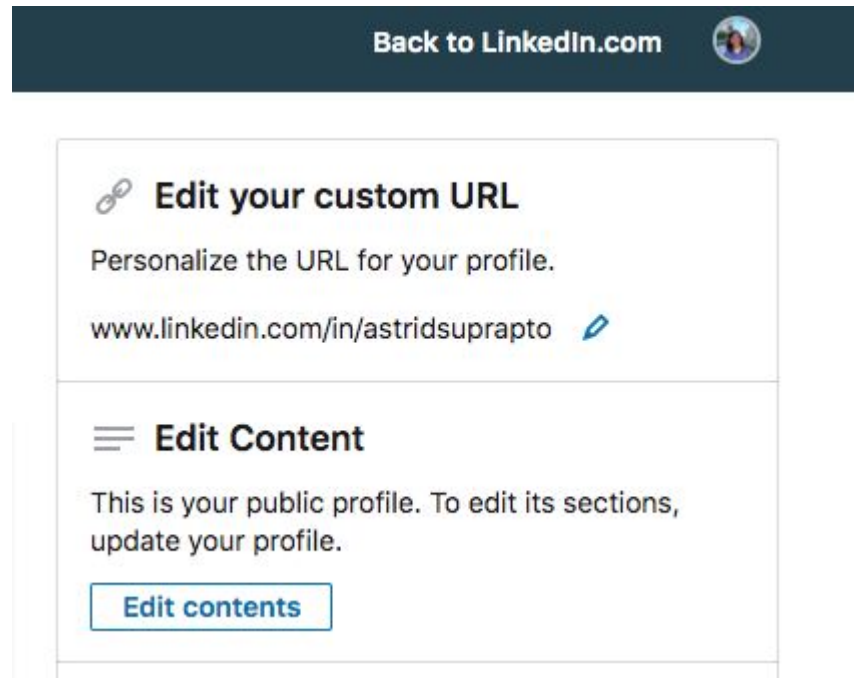 Back to LinkedIn.com
Edit your custom URL
Personalize the URL for your profile.
www.linkedin.com/in/astridsuprapto
Edit Content
This is your public profile. To edit its sections,
update your profile.
Edit contents